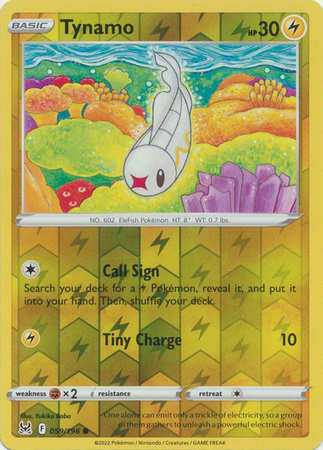 BASIC
Tynamo
HP 30
NO. 602 EleFish Pokémon HT: 8" WT: 0.7 lbs.
Call Sign
Search your deck for a Pokémon, reveal it, and put it
into your hand. Then, shuffle your deck.
Tiny Charge 10
weakness ×2 resistance retreat
Illus. Yukiko Baba
F 059/196
One alone can emit only a trickle of electricity, so a group
of them gathers to unleash a powerful electric shock.
©2022 Pokémon / Nintendo / Creatures / GAME FREAK